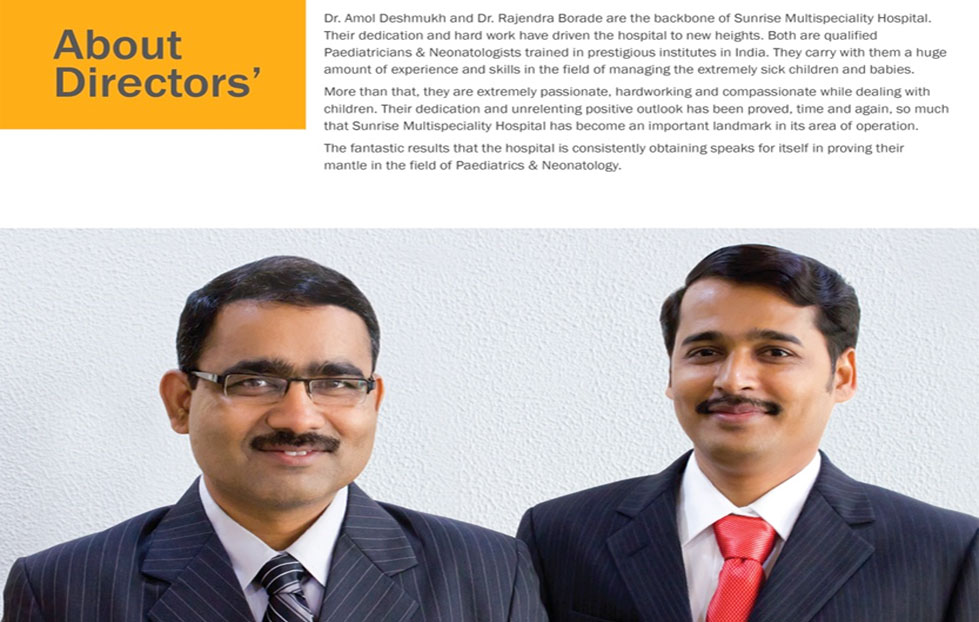 About
Directors’
Dr. Amol Deshmukh and Dr. Rajendra Borade are the backbone of Sunrise Multispeciality Hospital.
Their dedication and hard work have driven the hospital to new heights. Both are qualified
Paediatricians & Neonatologists trained in prestigious institutes in India. They carry with them a huge
amount of experience and skills in the field of managing the extremely sick children and babies.
More than that, they are extremely passionate, hardworking and compassionate while dealing with
children. Their dedication and unrelenting positive outlook has been proved, time and again, so much
that Sunrise Multispeciality Hospital has become an important landmark in its area of operation.
The fantastic results that the hospital is consistently obtaining speaks for itself in proving their
mantle in the field of Paediatrics & Neonatology.